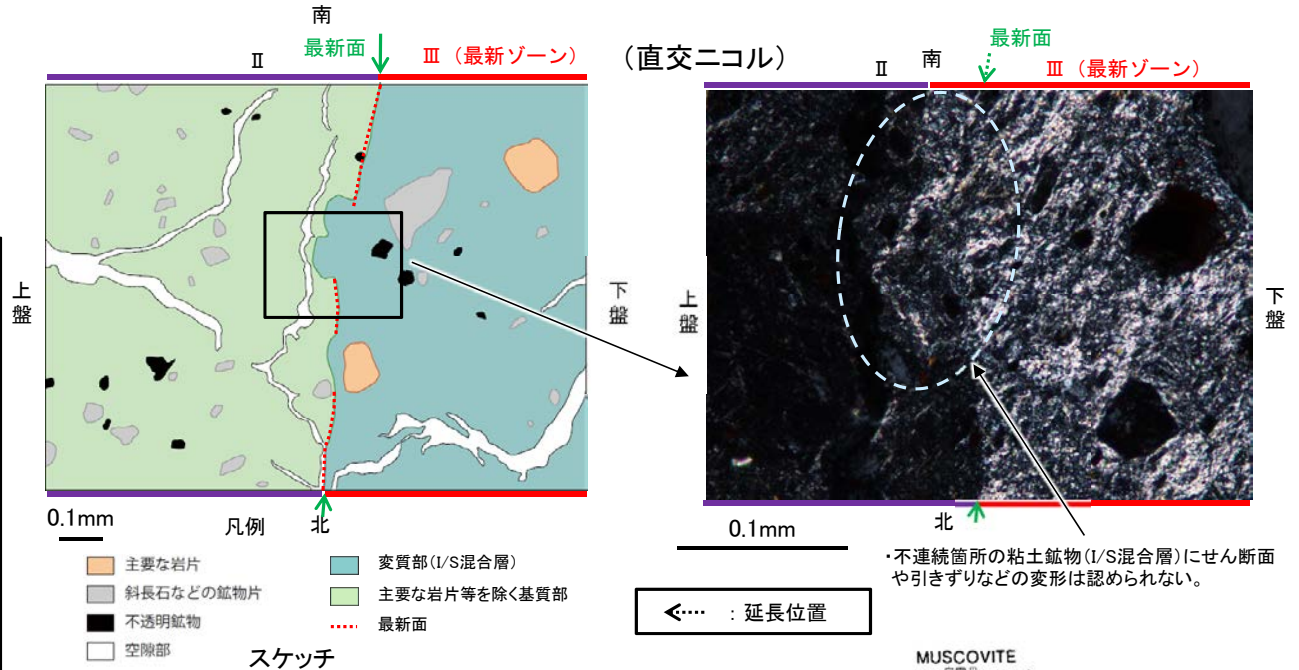 南
最新面
Ⅱ
Ⅲ（最新ゾーン）
上盤
下盤
0.1mm
凡例
北
主要な岩片
斜長石などの鉱物片
不透明鉱物
空隙部
変質部(I/S混合層)
主要な岩片等を除く基質部
最新面
スケッチ
（直交ニコル）
最新面
Ⅱ
南
Ⅲ（最新ゾーン）
上盤
下盤
0.1mm
北
・不連続箇所の粘土鉱物(I/S混合層)にせん断面
や引きずりなどの変形は認められない。
：延長位置
MUSCOVITE